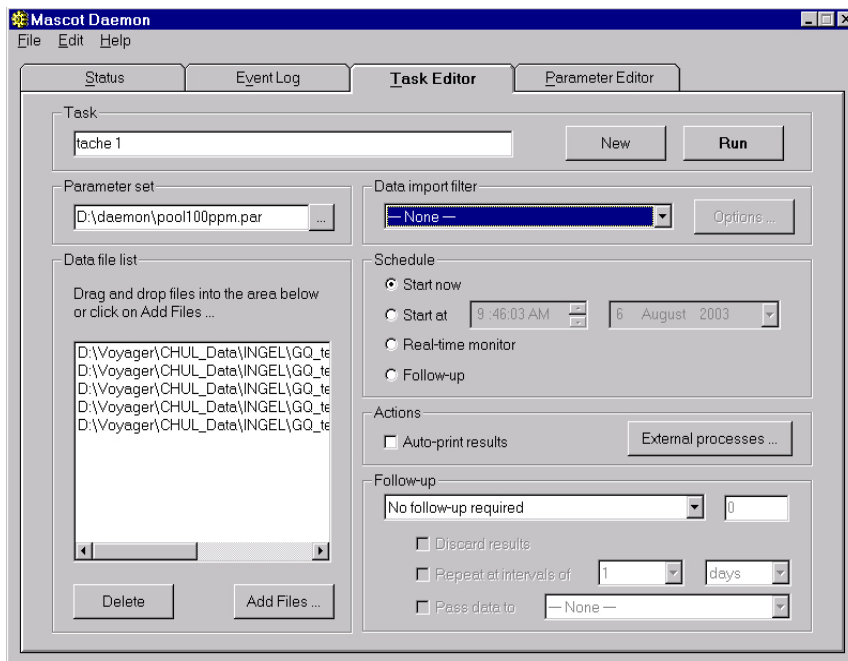 Mascot Daemon
File Edit Help
Status Event Log Task Editor Parameter Editor
Task
tache 1
New Run
Parameter set
D:\daemon\pool100ppm.par ...
Data import filter
— None — Options ...
Data file list
Drag and drop files into the area below
or click on Add Files ...
D:\Voyager\CHUL_Data\INGEL\GQ_te
D:\Voyager\CHUL_Data\INGEL\GQ_te
D:\Voyager\CHUL_Data\INGEL\GQ_te
D:\Voyager\CHUL_Data\INGEL\GQ_te
D:\Voyager\CHUL_Data\INGEL\GQ_te
Delete Add Files ...
Schedule
Start now
Start at 9 :46:03 AM 6 August 2003
Real-time monitor
Follow-up
Actions
Auto-print results External processes ...
Follow-up
No follow-up required 0
Discard results
Repeat at intervals of 1 days
Pass data to — None —